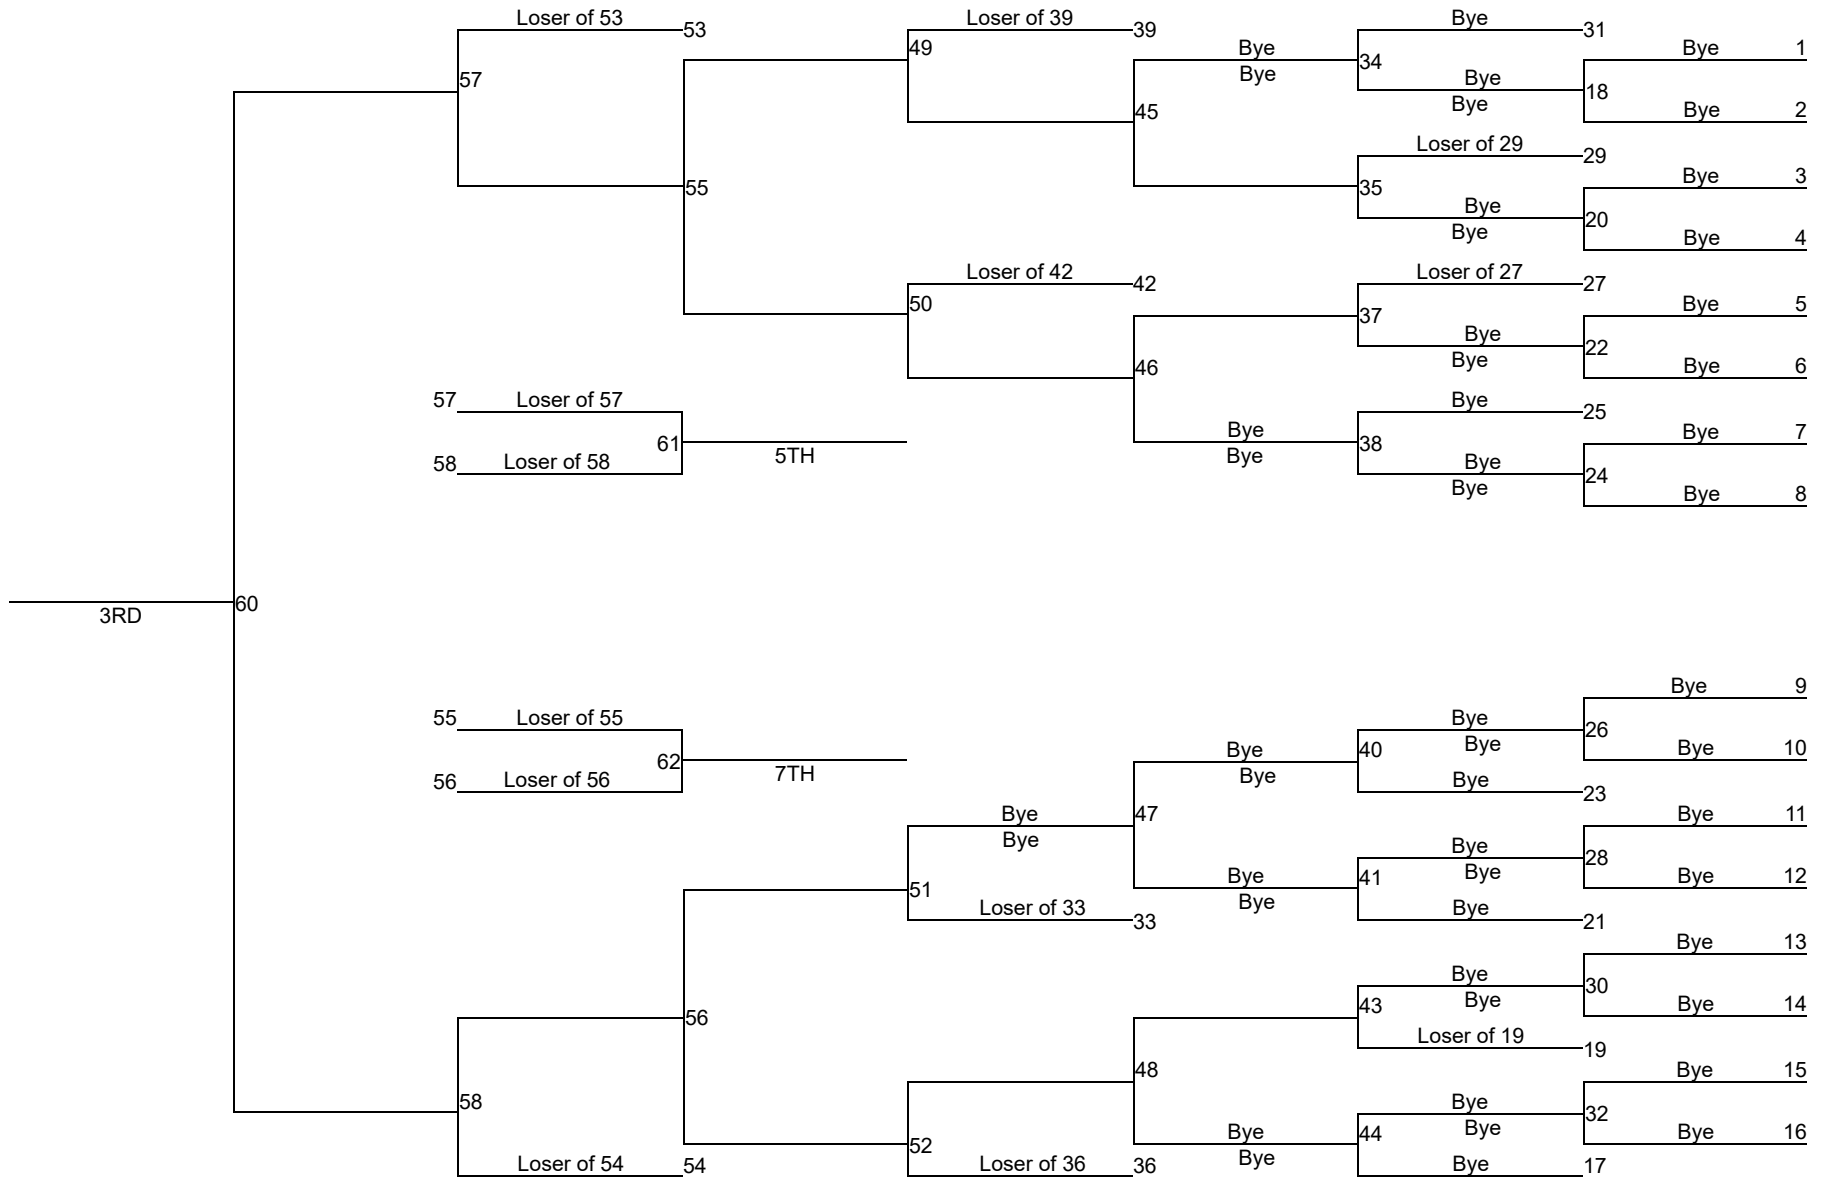 Loser of 53 53 Loser of 39 39 Bye 31
57 49 Bye 34 Bye 1
Bye Bye 18
45 Bye Bye 2
Loser of 29 29
55 35 Bye 3
Bye 20
Bye Bye 4
Loser of 42 42 Loser of 27 27
50 37 Bye 5
Bye 22
46 Bye Bye 6
57 Loser of 57 Bye 25
61 5TH Bye 38 Bye 7
58 Loser of 58 Bye Bye 24
Bye Bye 8
3RD 60
Bye 9
55 Loser of 55 Bye 26
62 7TH Bye 40 Bye Bye 10
56 Loser of 56 Bye Bye 23
Bye 47 Bye 11
Bye Bye 28
51 Bye 41 Bye Bye 12
Loser of 33 33 Bye Bye 21
Bye 13
Bye 30
56 43 Bye Bye 14
Loser of 19 19
48 Bye 15
58 Bye 32
52 Bye 44 Bye Bye 16
Loser of 54 54 Loser of 36 36 Bye Bye 17